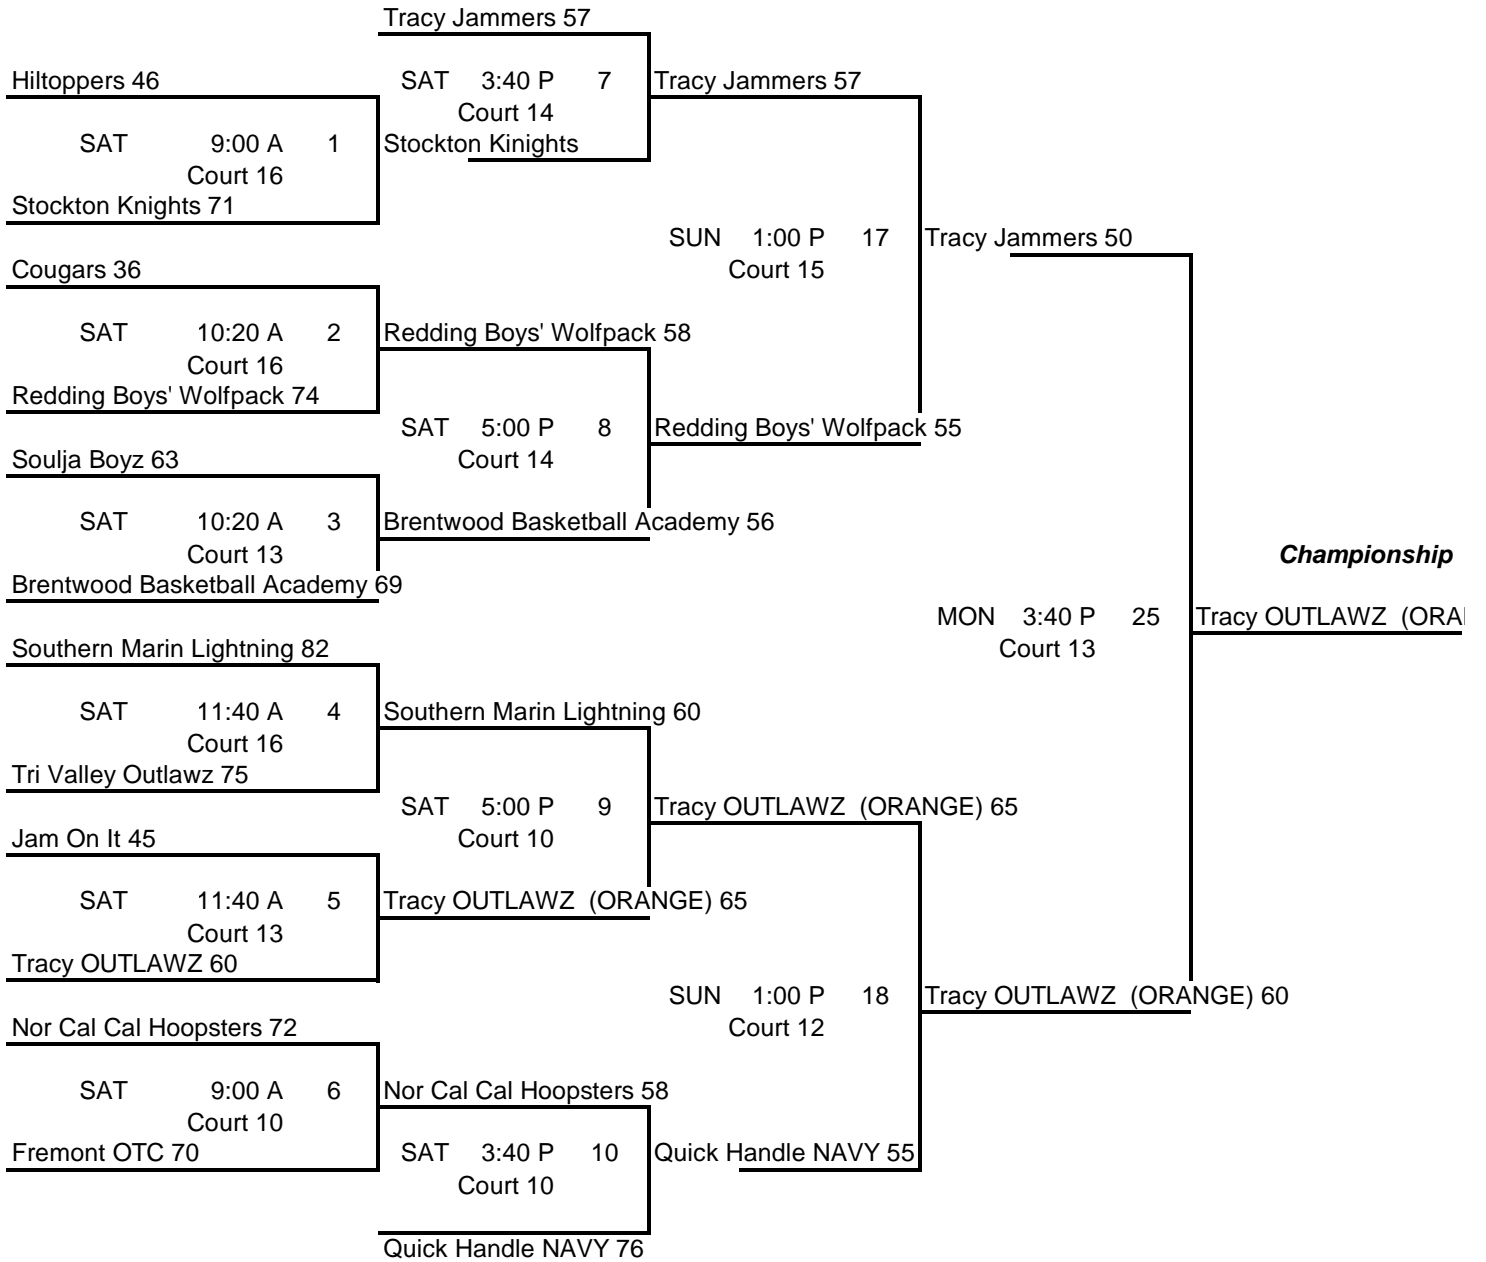 Tracy Jammers 57
Hiltoppers 46
SAT 3:40 P 7
Tracy Jammers 57
Court 14
SAT 9:00 A 1
Stockton Kinights
Court 16
Stockton Knights 71
SUN 1:00 P 17
Tracy Jammers 50
Court 15
Cougars 36
SAT 10:20 A 2
Redding Boys' Wolfpack 58
Court 16
Redding Boys' Wolfpack 74
SAT 5:00 P 8
Redding Boys' Wolfpack 55
Court 14
Soulja Boyz 63
SAT 10:20 A 3
Brentwood Basketball Academy 56
Court 13
Championship
Brentwood Basketball Academy 69
MON 3:40 P 25
Tracy OUTLAWZ (ORA
Court 13
Southern Marin Lightning 82
SAT 11:40 A 4
Southern Marin Lightning 60
Court 16
Tri Valley Outlawz 75
SAT 5:00 P 9
Tracy OUTLAWZ (ORANGE) 65
Court 10
Jam On It 45
SAT 11:40 A 5
Tracy OUTLAWZ (ORANGE) 65
Court 13
Tracy OUTLAWZ 60
SUN 1:00 P 18
Tracy OUTLAWZ (ORANGE) 60
Court 12
Nor Cal Cal Hoopsters 72
SAT 9:00 A 6
Nor Cal Cal Hoopsters 58
Court 10
Fremont OTC 70
SAT 3:40 P 10
Quick Handle NAVY 55
Court 10
Quick Handle NAVY 76